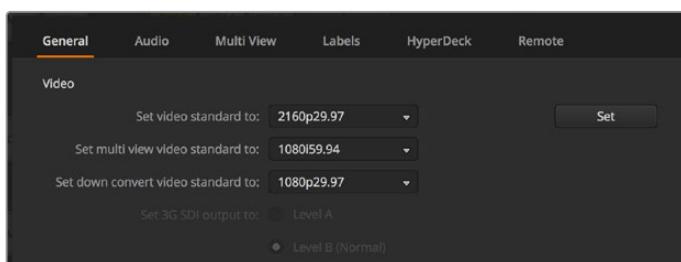 General Audio Multi View Labels HyperDeck Remote
Video
Set video standard to: 2160p29.97 Set
Set multi view video standard to: 1080i59.94
Set down convert video standard to: 1080p29.97
Set 3G SDI output to: Level A
Level B (Normal)